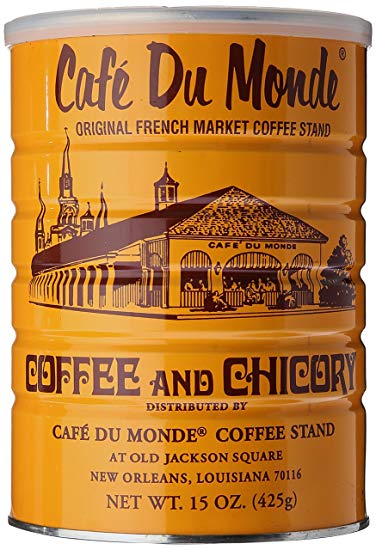 Café Du Monde®
ORIGINAL FRENCH MARKET COFFEE STAND
CAFE DU MONDE
COFFEE AND CHICORY
DISTRIBUTED BY
CAFÉ DU MONDE® COFFEE STAND
AT OLD JACKSON SQUARE
NEW ORLEANS, LOUISIANA 70116
NET WT. 15 OZ. (425g)